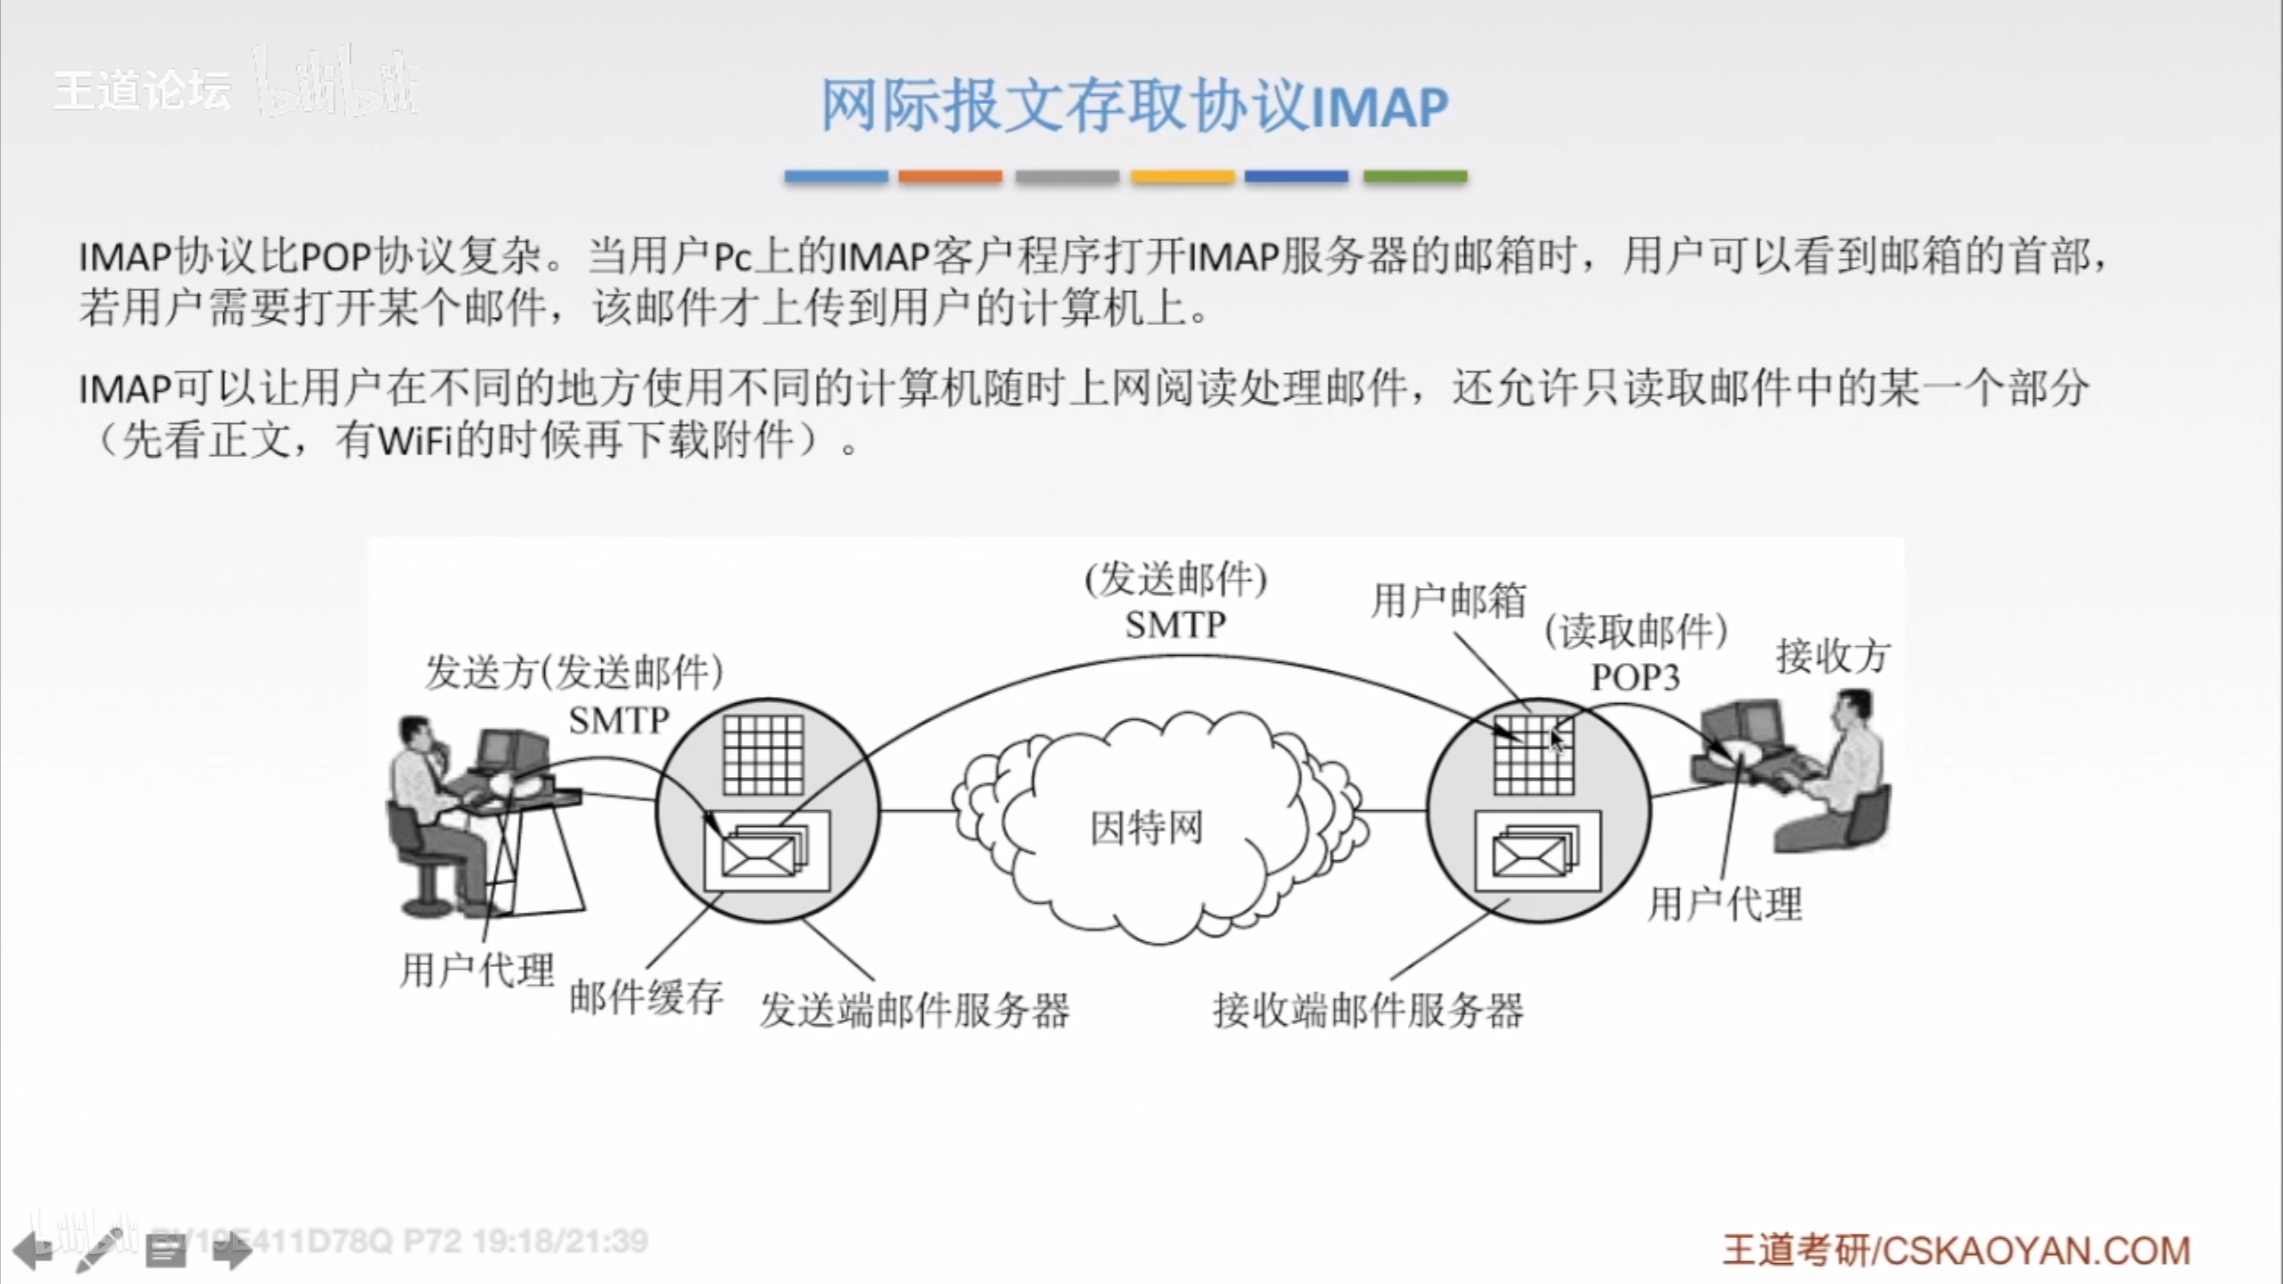 王道论坛 bilibili
网际报文存取协议IMAP
IMAP协议比POP协议复杂。当用户Pc上的IMAP客户程序打开IMAP服务器的邮箱时，用户可以看到邮箱的首部，
若用户需要打开某个邮件，该邮件才上传到用户的计算机上。
IMAP可以让用户在不同的地方使用不同的计算机随时上网阅读处理邮件，还允许只读取邮件中的某一个部分
（先看正文，有WiFi的时候再下载附件）。
(发送邮件)
SMTP
用户邮箱
(读取邮件)
POP3
接收方
发送方(发送邮件)
SMTP
因特网
用户代理
用户代理
邮件缓存
发送端邮件服务器
接收端邮件服务器
bilibili
P72 19:18/21:39
王道考研/CSKAOYAN.COM